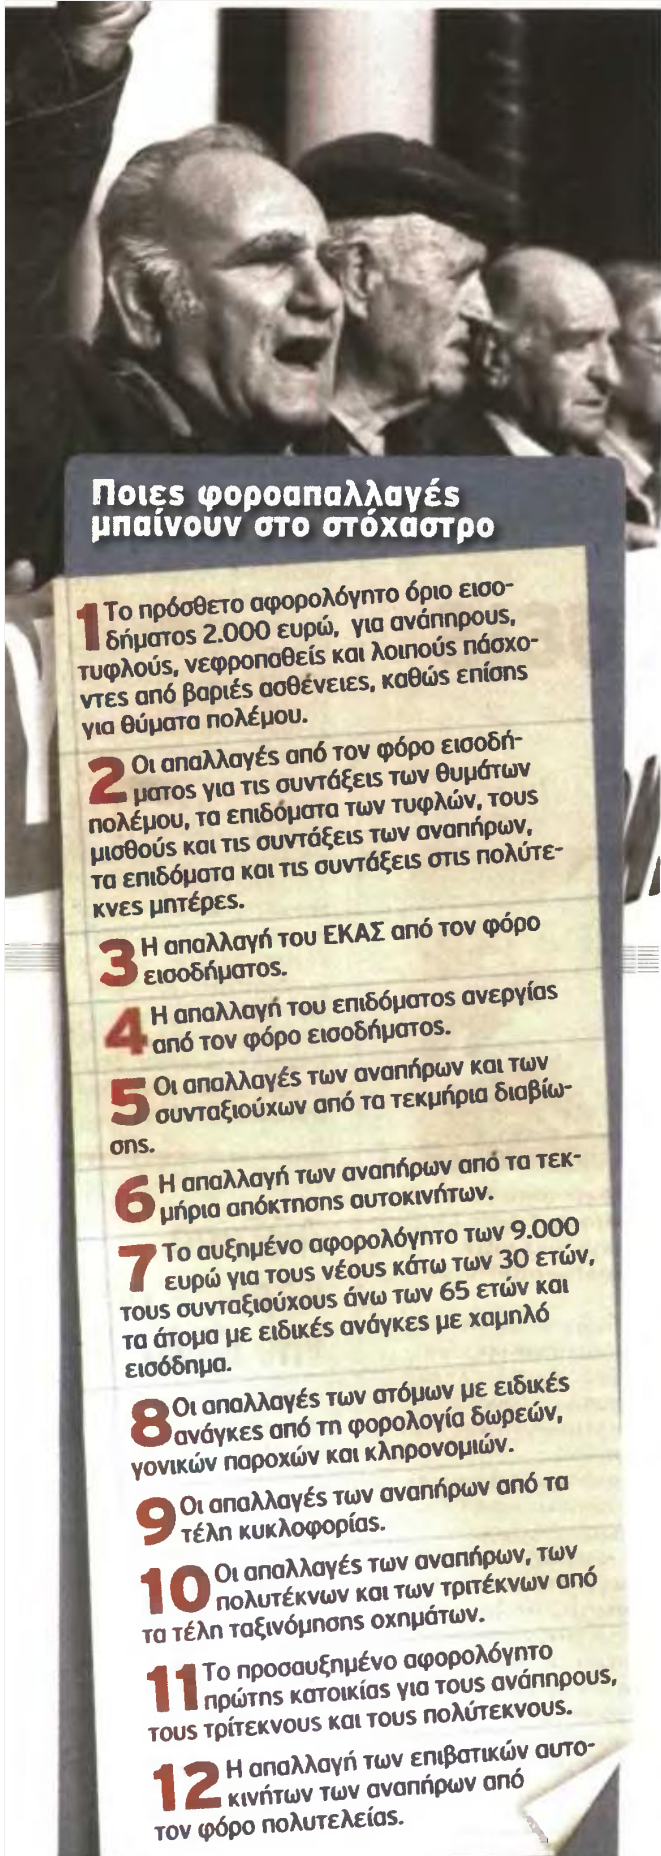 Ποιες φοροαπαλλαγές
μπαίνουν στο στόχαστρο
1 Το πρόσθετο αφορολόγητο όριο εισο-
δήματος 2.000 ευρώ, για ανάπηρους,
τυφλούς, νεφροπαθείς και λοιπούς πάσχο-
ντες από βαριές ασθένειες, καθώς επίσης
για θύματα πολέμου.
2 Οι απαλλαγές από τον φόρο εισοδή-
ματος για τις συντάξεις των θυμάτων
πολέμου, τα επιδόματα των τυφλών, τους
μισθούς και τις συντάξεις των αναπήρων,
τα επιδόματα και τις συντάξεις στις πολύτε-
κνες μητέρες.
3 Η απαλλαγή του ΕΚΑΣ από τον φόρο
εισοδήματος.
4 Η απαλλαγή του επιδόματος ανεργίας
από τον φόρο εισοδήματος.
5 Οι απαλλαγές των αναπήρων και των
συνταξιούχων από τα τεκμήρια διαβίω-
σης.
6 Η απαλλαγή των αναπήρων από τα τεκ-
μήρια απόκτησης αυτοκινήτων.
7 Το αυξημένο αφορολόγητο των 9.000
ευρώ για τους νέους κάτω των 30 ετών,
τους συνταξιούχους άνω των 65 ετών και
τα άτομα με ειδικές ανάγκες με χαμηλό
εισόδημα.
8 Οι απαλλαγές των ατόμων με ειδικές
ανάγκες από τη φορολογία δωρεών,
γονικών παροχών και κληρονομιών.
9 Οι απαλλαγές των αναπήρων από τα
τέλη κυκλοφορίας.
10 Οι απαλλαγές των αναπήρων, των
πολυτέκνων και των τριτέκνων από
τα τέλη ταξινόμησης οχημάτων.
11 Το προσαυξημένο αφορολόγητο
πρώτης κατοικίας για τους ανάπηρους,
τους τρίτεκνους και τους πολύτεκνους.
12 Η απαλλαγή των επιβατικών αυτο-
κινήτων των αναπήρων από
τον φόρο πολυτελείας.